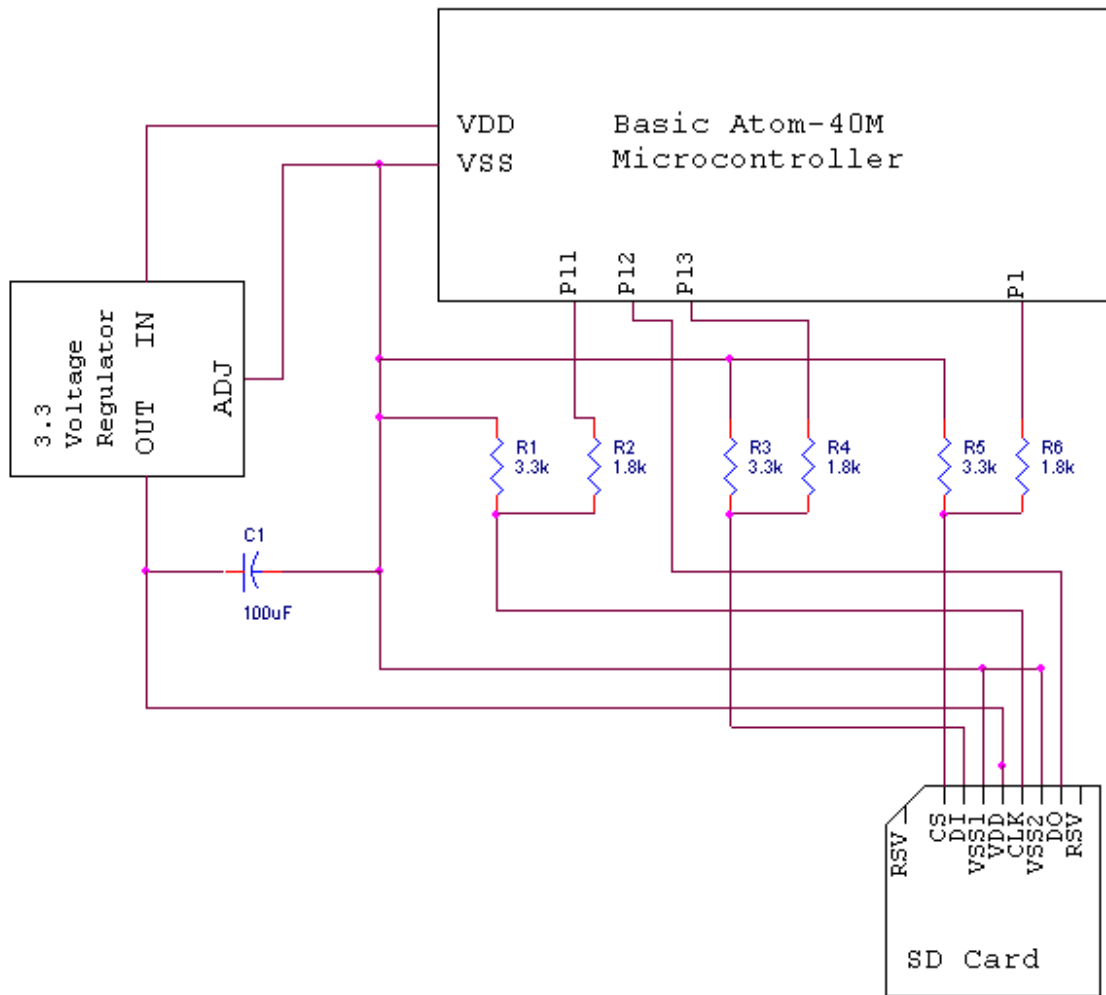 VDD
VSS
Basic Atom-40M
Microcontroller
P11
P12
P13
P1
3.3
Voltage
Regulator
OUT
IN
ADJ
R1
3.3k
R2
1.8k
R3
3.3k
R4
1.8k
R5
3.3k
R6
1.8k
C1
100uF
RSV
CS
DI
VSS1
VDD
CLK
VSS2
DO
RSV
SD Card